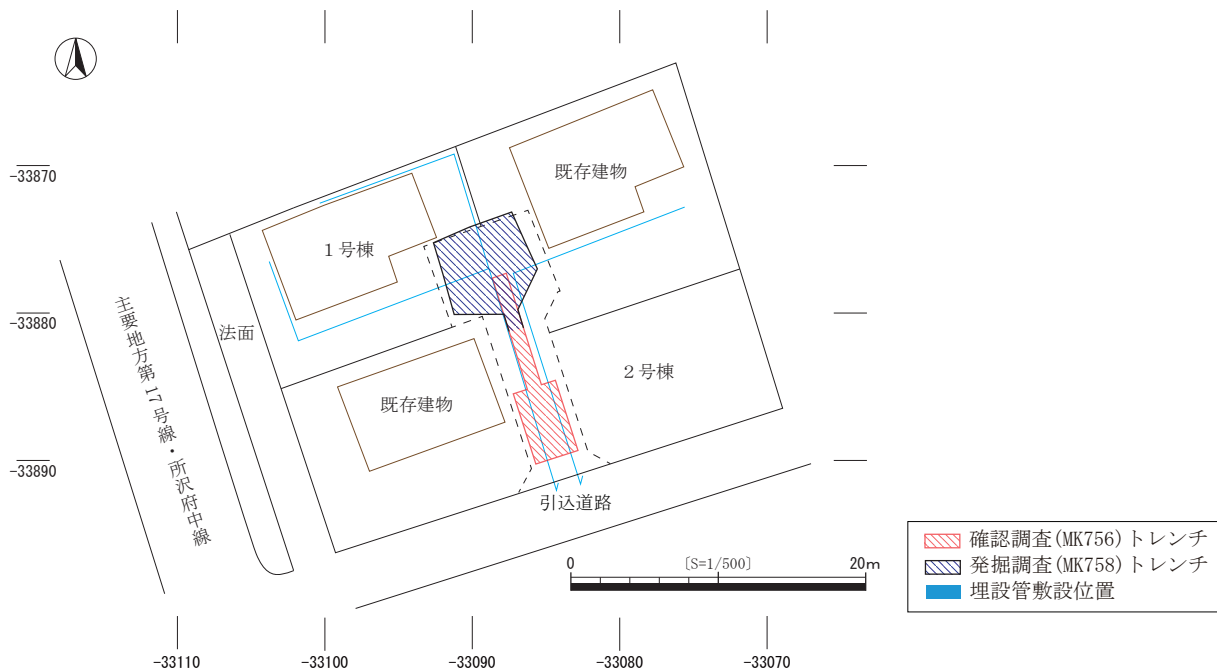 -33870
既存建物
1号棟
-33880
主要地方第17号線・所沢府中線
法面
2号棟
既存建物
-33890
引込道路
確認調査(MK756)トレンチ
発掘調査(MK758)トレンチ
埋設管敷設位置
0
[S=1/500]
20m
-33110
-33100
-33090
-33080
-33070